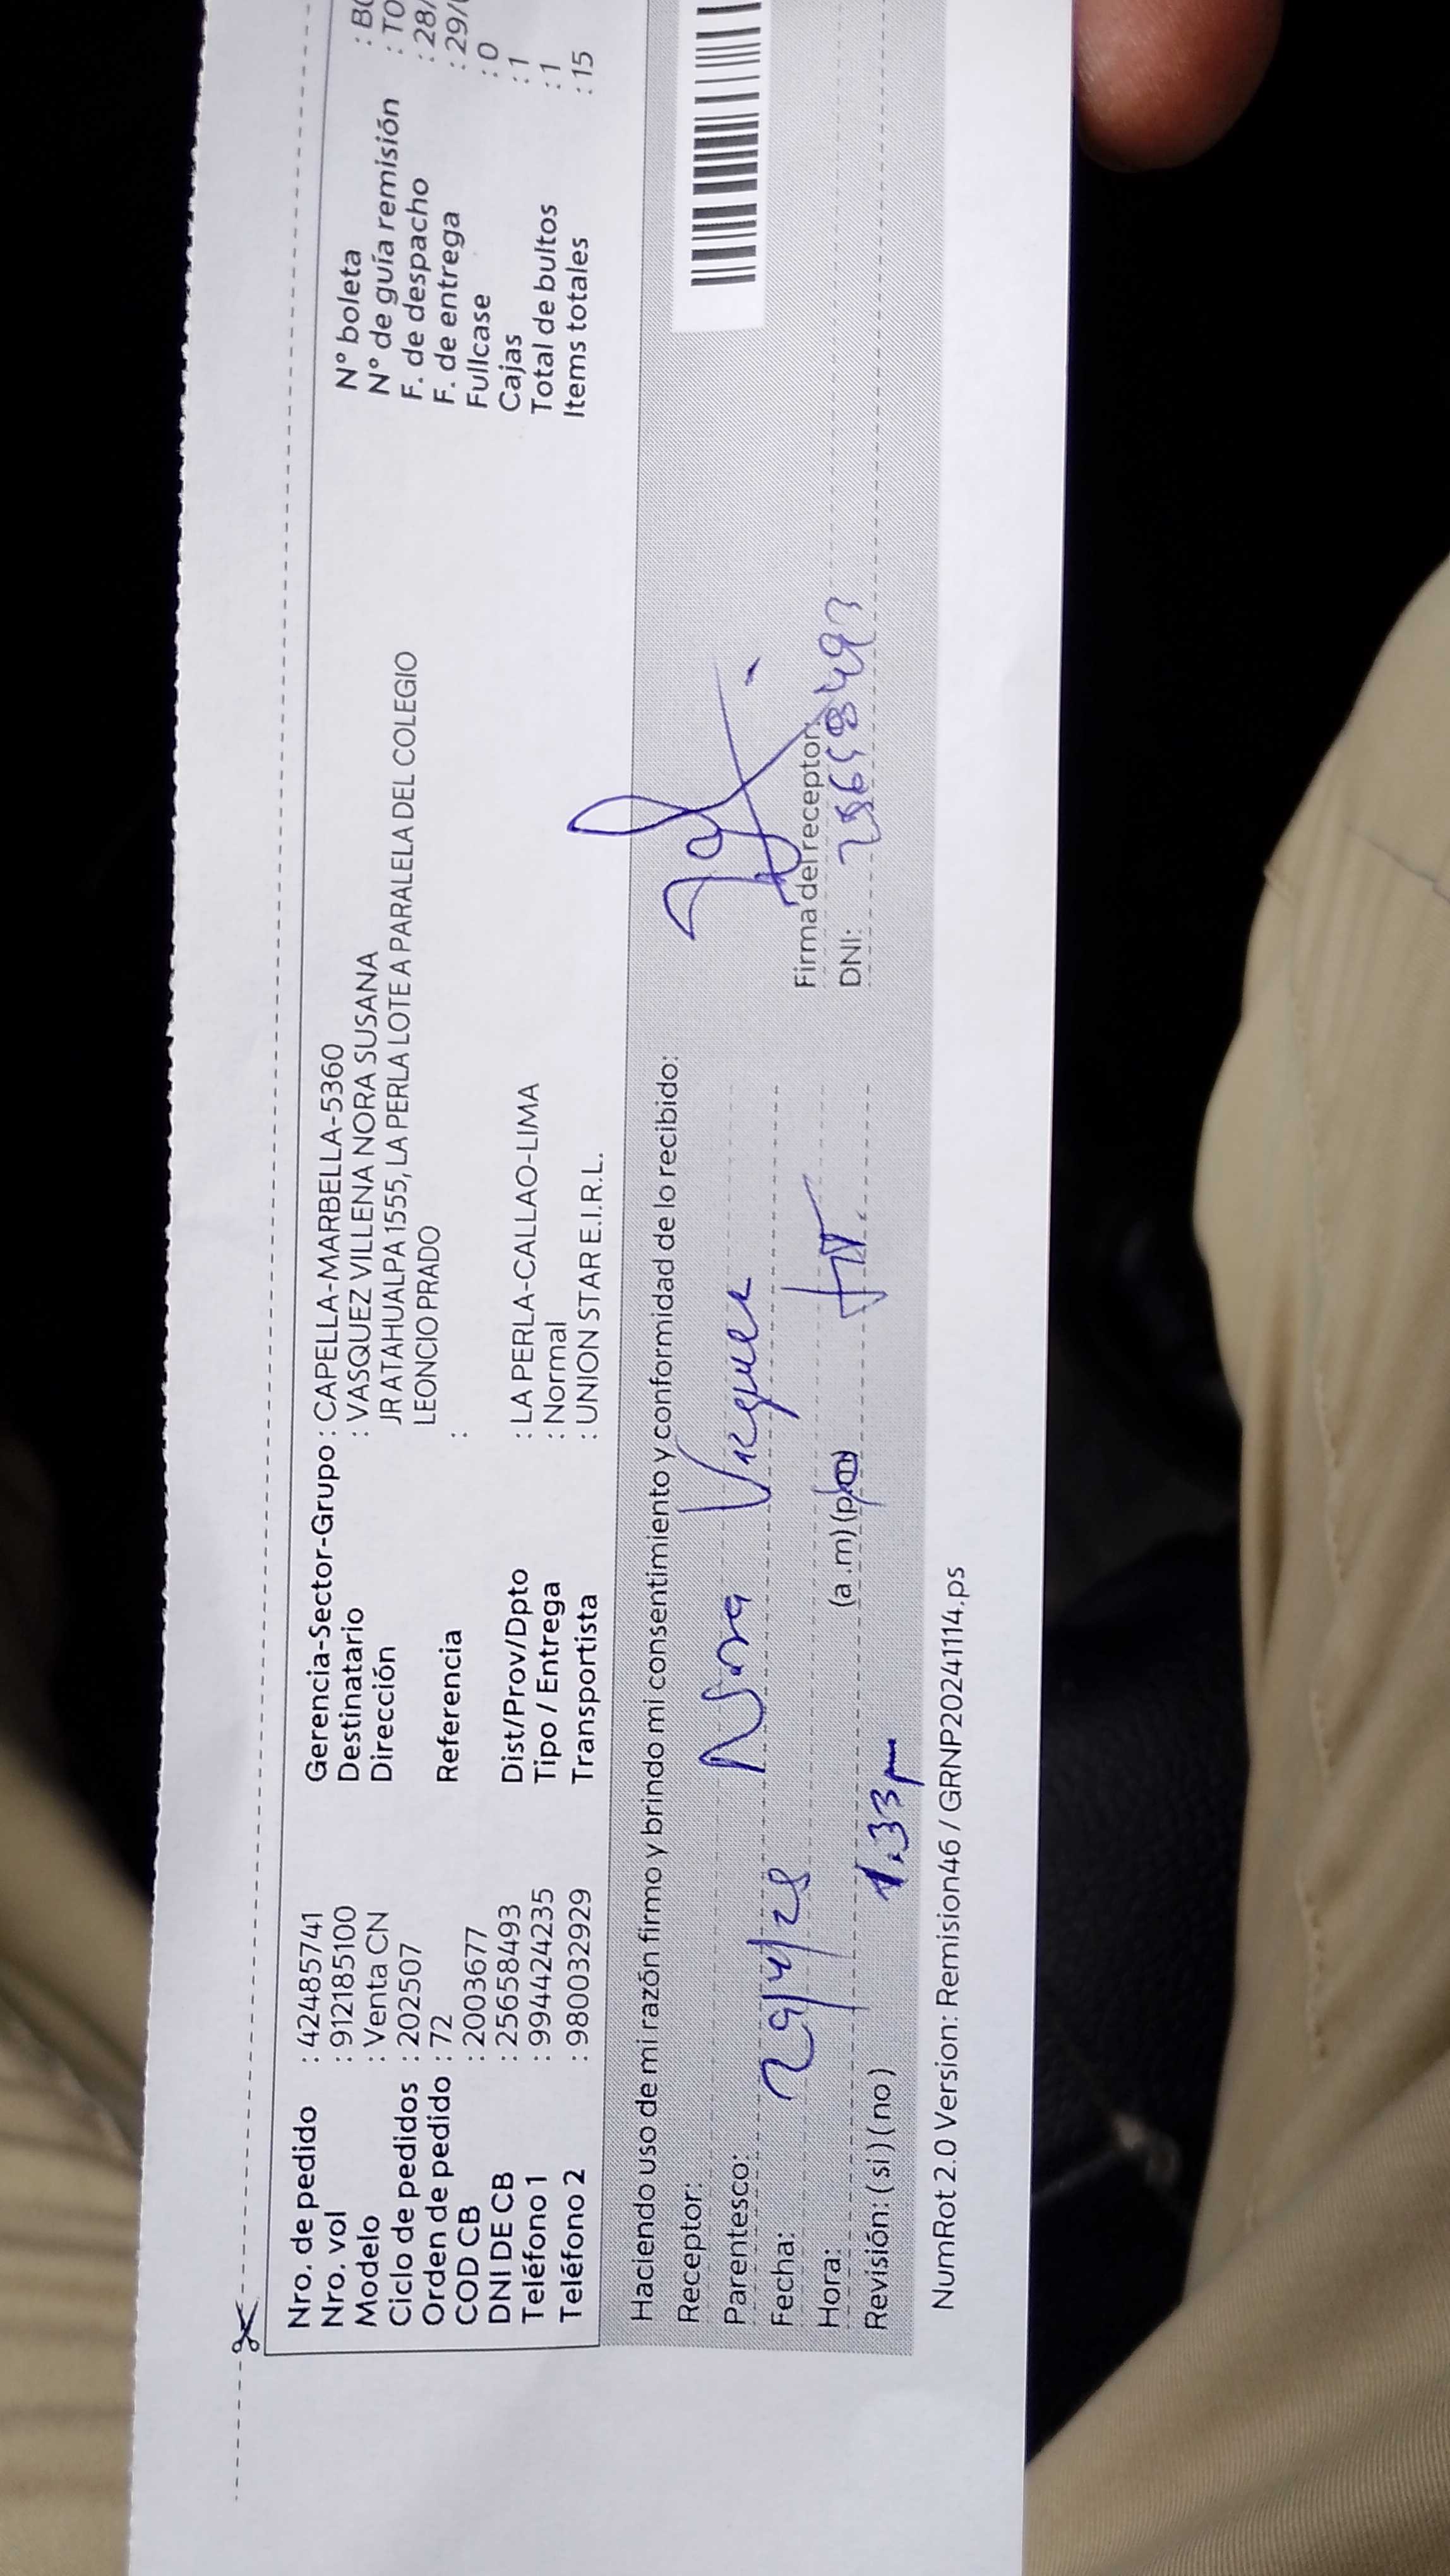 Nro. de pedido : 42485741
Nro. vol : 912185100
Modelo : Venta CN
Ciclo de pedidos : 202507
Orden de pedido : 72
COD CB : 2003677
DNI DE CB : 25658493
Teléfono 1 : 994424235
Teléfono 2 : 980032929
Gerencia-Sector-Grupo : CAPELLA-MARBELLA-5360
Destinatario : VASQUEZ VILLENA NORA SUSANA
Dirección JR ATAHUALPA 1555, LA PERLA LOTE A PARALELA DEL COLEGIO
LEONCIO PRADO
Referencia :
Dist/Prov/Dpto : LA PERLA-CALLAO-LIMA
Tipo / Entrega : Normal
Transportista : UNION STAR E.I.R.L.
N° boleta : B
N° de guía remisión : T0
F. de despacho : 28/
F. de entrega : 29/
Fullcase : 0
Cajas : 1
Total de bultos : 1
Items totales : 15
Haciendo uso de mi razón firmo y brindo mi consentimiento y conformidad de lo recibido:
Receptor: Nora Vasquez
Parentesco:
Fecha: 29/4/25
Hora: (a.m) (p.m)
Revisión: ( si ) ( no ) 1:33
Firma del receptor
DNI: 25658493
NumRot 2.0 Version: Remision46 / GRNP20241114.ps